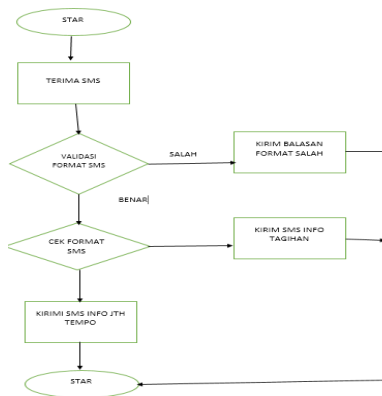 STAR
TERIMA SMS
VALIDASI
FORMAT SMS
SALAH
KIRIM BALASAN
FORMAT SALAH
BENAR
CEK FORMAT
SMS
KIRIM SMS INFO
TAGIHAN
KIRIMI SMS INFO JTH
TEMPO
STAR